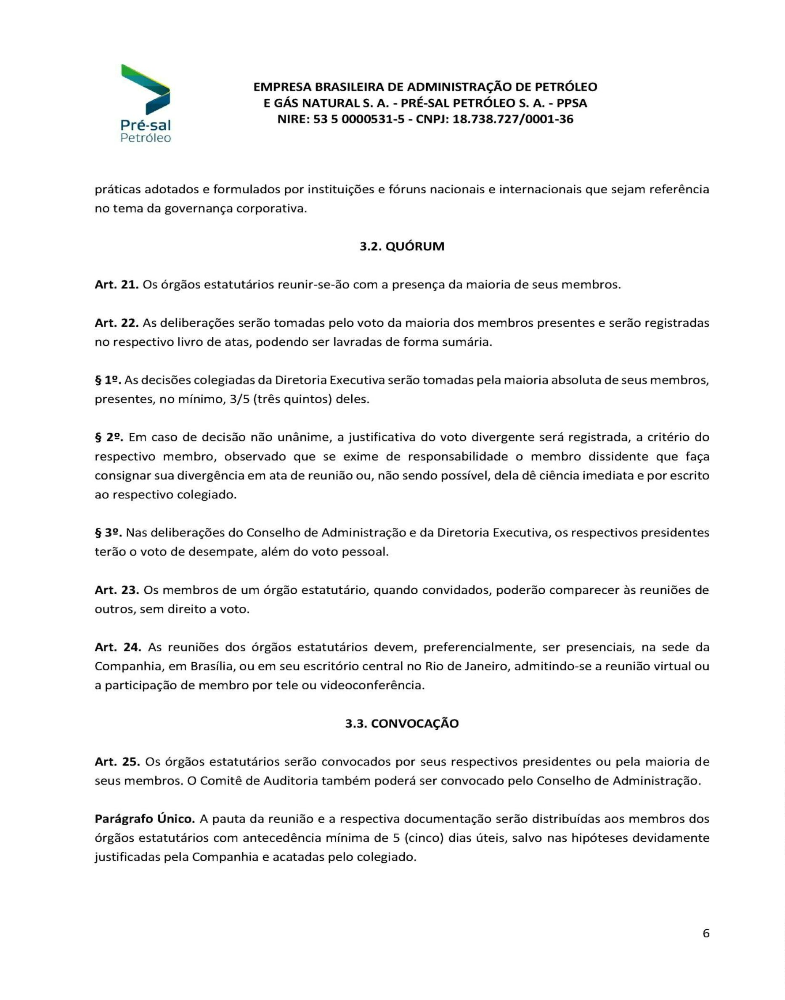 Pré-sal
Petróleo
EMPRESA BRASILEIRA DE ADMINISTRAÇÃO DE PETRÓLEO
E GÁS NATURAL S. A. - PRÉ-SAL PETRÓLEO S. A. - PPSA
NIRE: 53 5 0000531-5 - CNPJ: 18.738.727/0001-36
práticas adotados e formulados por instituições e fóruns nacionais e internacionais que sejam referência
no tema da governança corporativa.
3.2. QUÓRUM
Art. 21. Os órgãos estatutários reunir-se-ão com a presença da maioria de seus membros.
Art. 22. As deliberações serão tomadas pelo voto da maioria dos membros presentes e serão registradas
no respectivo livro de atas, podendo ser lavradas de forma sumária.
§ 1º. As decisões colegiadas da Diretoria Executiva serão tomadas pela maioria absoluta de seus membros,
presentes, no mínimo, 3/5 (três quintos) deles.
§ 2º. Em caso de decisão não unânime, a justificativa do voto divergente será registrada, a critério do
respectivo membro, observado que se exime de responsabilidade o membro dissidente que faça
consignar sua divergência em ata de reunião ou, não sendo possível, dela dê ciência imediata e por escrito
ao respectivo colegiado.
§ 3º. Nas deliberações do Conselho de Administração e da Diretoria Executiva, os respectivos presidentes
terão o voto de desempate, além do voto pessoal.
Art. 23. Os membros de um órgão estatutário, quando convidados, poderão comparecer às reuniões de
outros, sem direito a voto.
Art. 24. As reuniões dos órgãos estatutários devem, preferencialmente, ser presenciais, na sede da
Companhia, em Brasília, ou em seu escritório central no Rio de Janeiro, admitindo-se a reunião virtual ou
a participação de membro por tele ou videoconferência.
3.3. CONVOCAÇÃO
Art. 25. Os órgãos estatutários serão convocados por seus respectivos presidentes ou pela maioria de
seus membros. O Comitê de Auditoria também poderá ser convocado pelo Conselho de Administração.
Parágrafo Único. A pauta da reunião e a respectiva documentação serão distribuídas aos membros dos
órgãos estatutários com antecedência mínima de 5 (cinco) dias úteis, salvo nas hipóteses devidamente
justificadas pela Companhia e acatadas pelo colegiado.
6